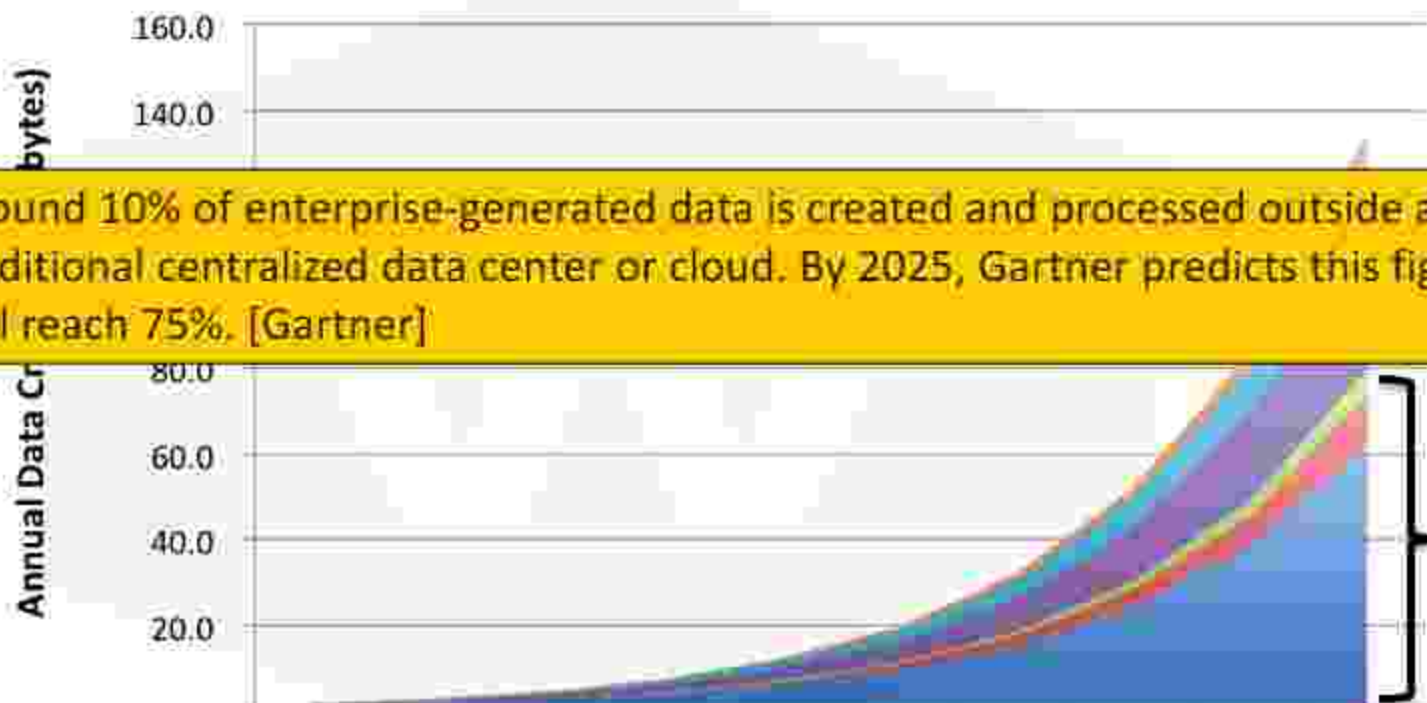 160.0
140.0
ound 10% of enterprise-generated data is created and processed outside a
ditional centralized data center or cloud. By 2025, Gartner predicts this fig
l reach 75%. [Gartner]
80.0
60.0
40.0
20.0
Annual Data Cr
bytes)